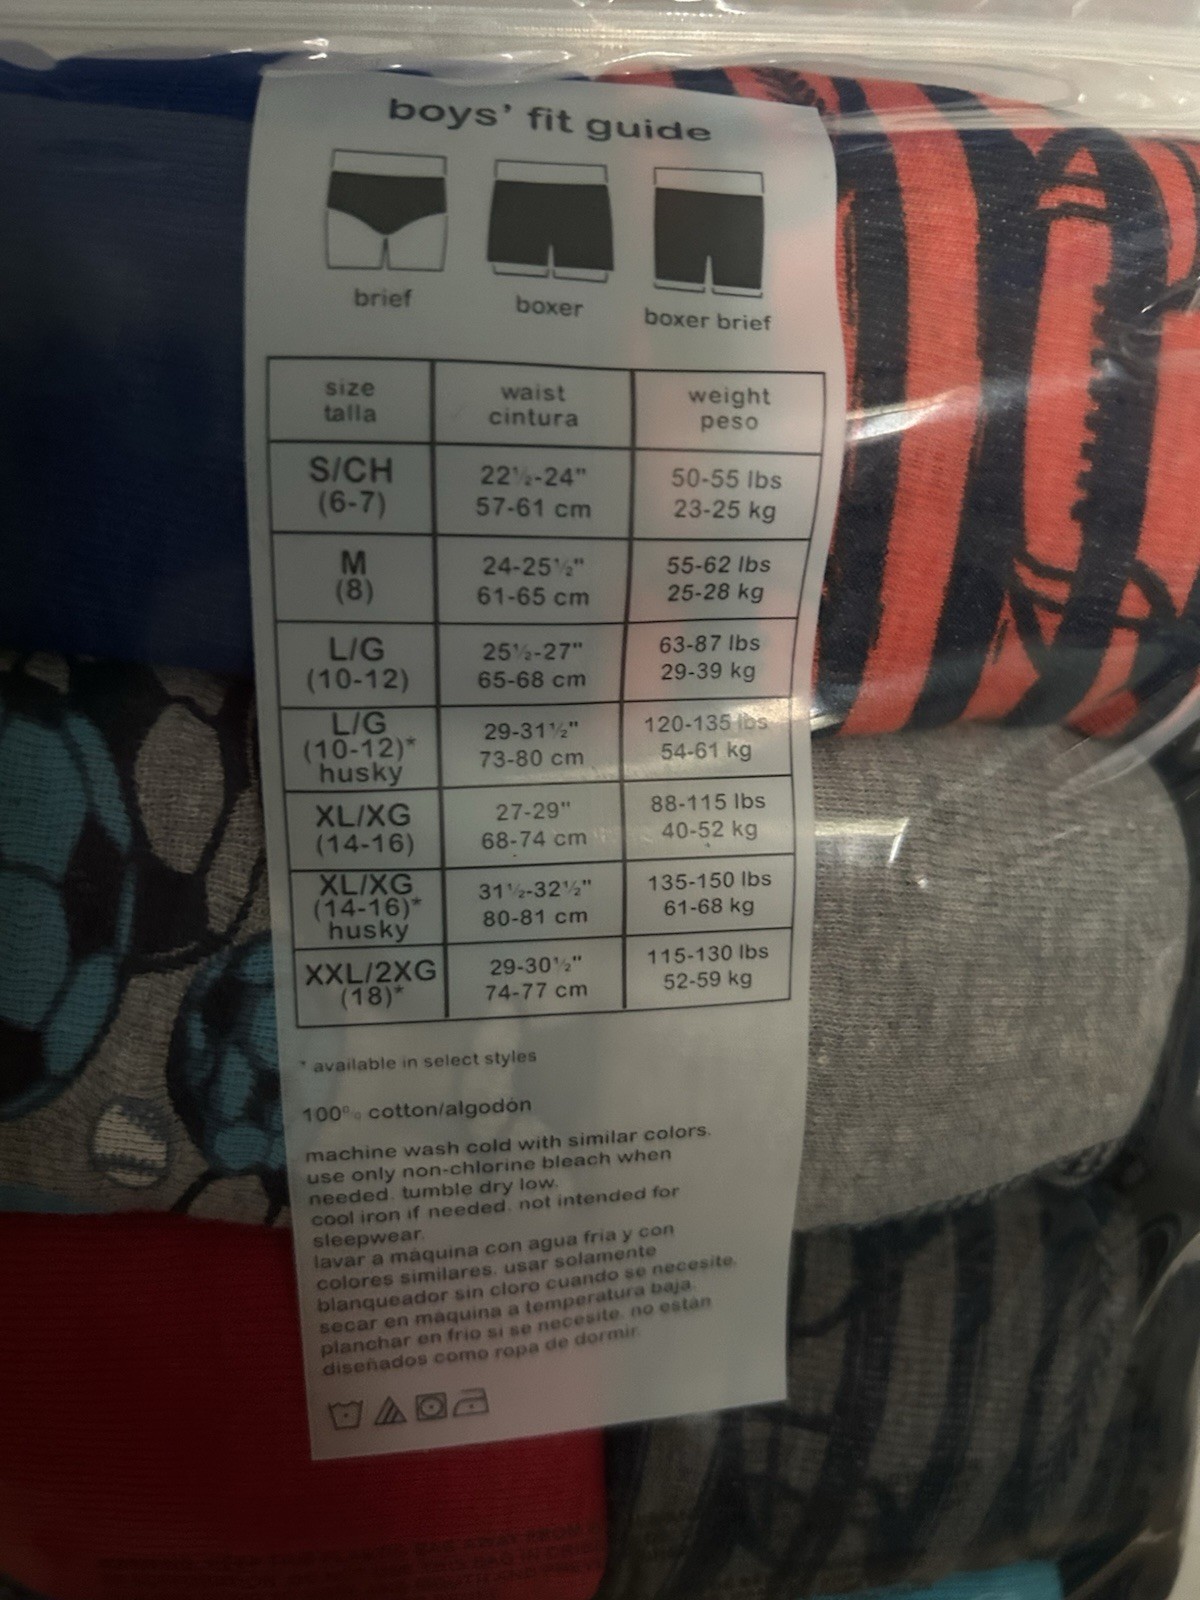 boys' fit guide
brief
boxer
boxer brief
size
talla
waist
cintura
weight
peso
S/CH
(6-7)
22½-24"
57-61 cm
50-55 lbs
23-25 kg
M
(8)
24-25½"
61-65 cm
55-62 lbs
25-28 kg
L/G
(10-12)
25½-27"
65-68 cm
63-87 lbs
29-39 kg
L/G
(10-12)*
husky
29-31½"
73-80 cm
120-135 lbs
54-61 kg
XL/XG
(14-16)
27-29"
68-74 cm
88-115 lbs
40-52 kg
XL/XG
(14-16)*
husky
31½-32½"
80-81 cm
135-150 lbs
61-68 kg
XXL/2XG
(18)*
29-30½"
74-77 cm
115-130 lbs
52-59 kg
* available in select styles
100% cotton/algodón
machine wash cold with similar colors.
use only non-chlorine bleach when
needed. tumble dry low.
cool iron if needed. not intended for
sleepwear.
lavar a máquina con agua fria y con
colores similares. usar solamente
blanqueador sin cloro cuando se necesite.
secar en máquina a temperatura baja.
planchar en frio si se necesite. no están
diseñados como ropa de dormir.